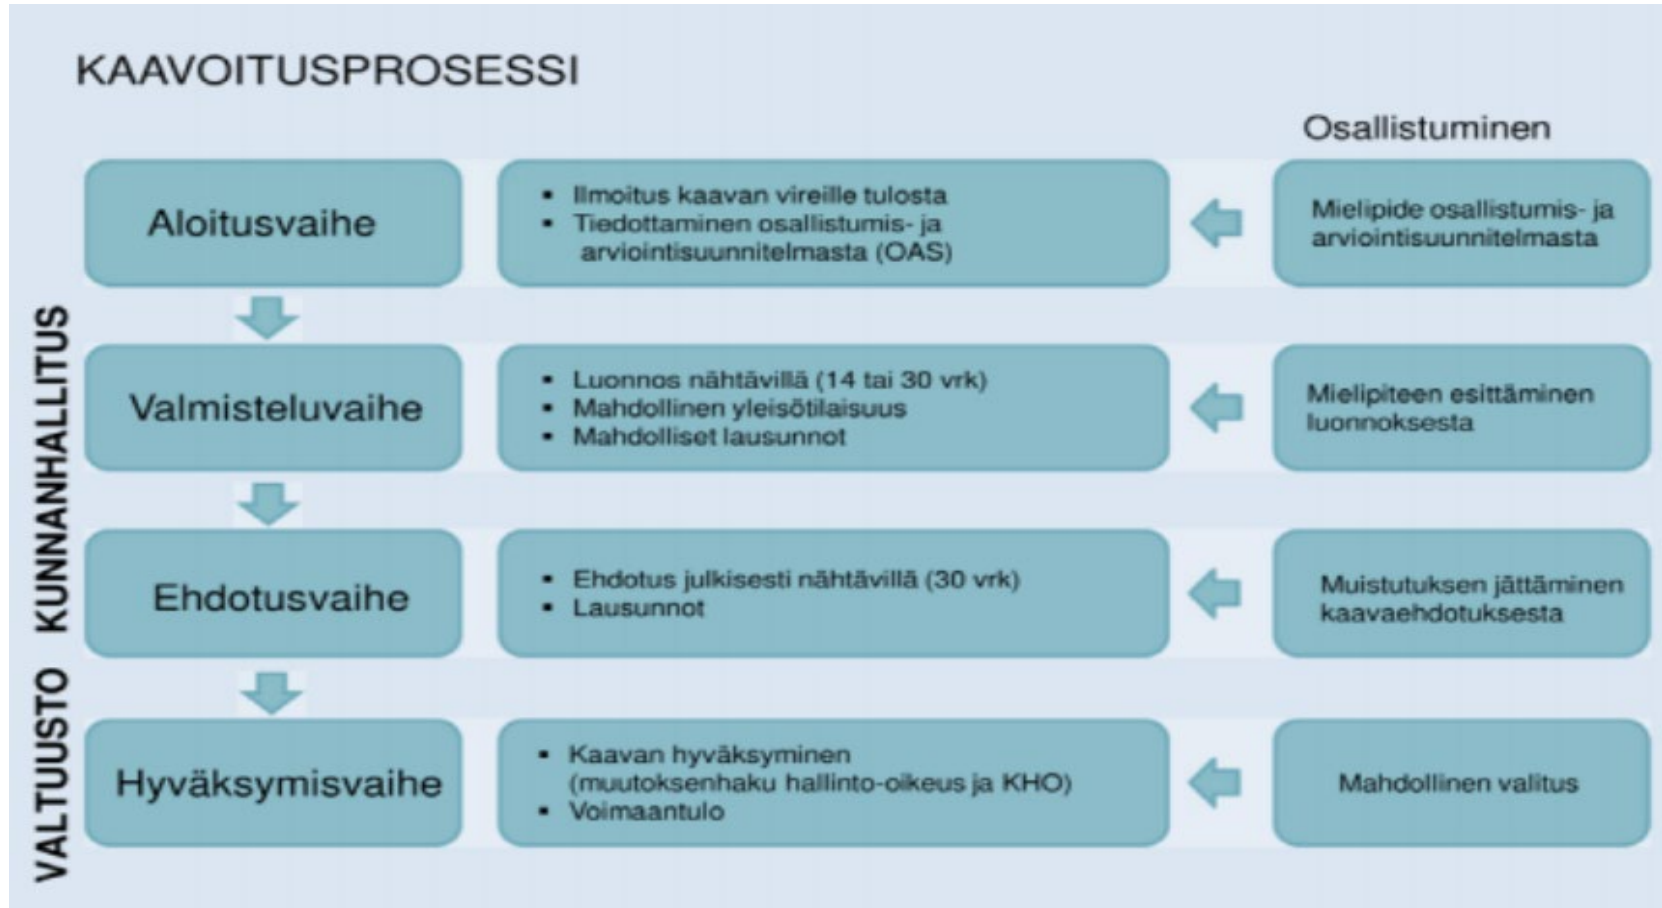 KAAVOITUSPROSESSI
Osallistuminen
Aloitusvaihe
▪ Ilmoitus kaavan vireille tulosta
▪ Tiedottaminen osallistumis- ja
arviointisuunnitelmasta (OAS)
Mielipide osallistumis- ja
arviointisuunnitelmasta
KUNNANHALLITUS
Valmisteluvaihe
▪ Luonnos nähtävillä (14 tai 30 vrk)
▪ Mahdollinen yleisötilaisuus
▪ Mahdolliset lausunnot
Mielipiteen esittäminen
luonnoksesta
Ehdotusvaihe
▪ Ehdotus julkisesti nähtävillä (30 vrk)
▪ Lausunnot
Muistutuksen jättäminen
kaavaehdotuksesta
VALTUUSTO
Hyväksymisvaihe
▪ Kaavan hyväksyminen
(muutoksenhaku hallinto-oikeus ja KHO)
▪ Voimaantulo
Mahdollinen valitus